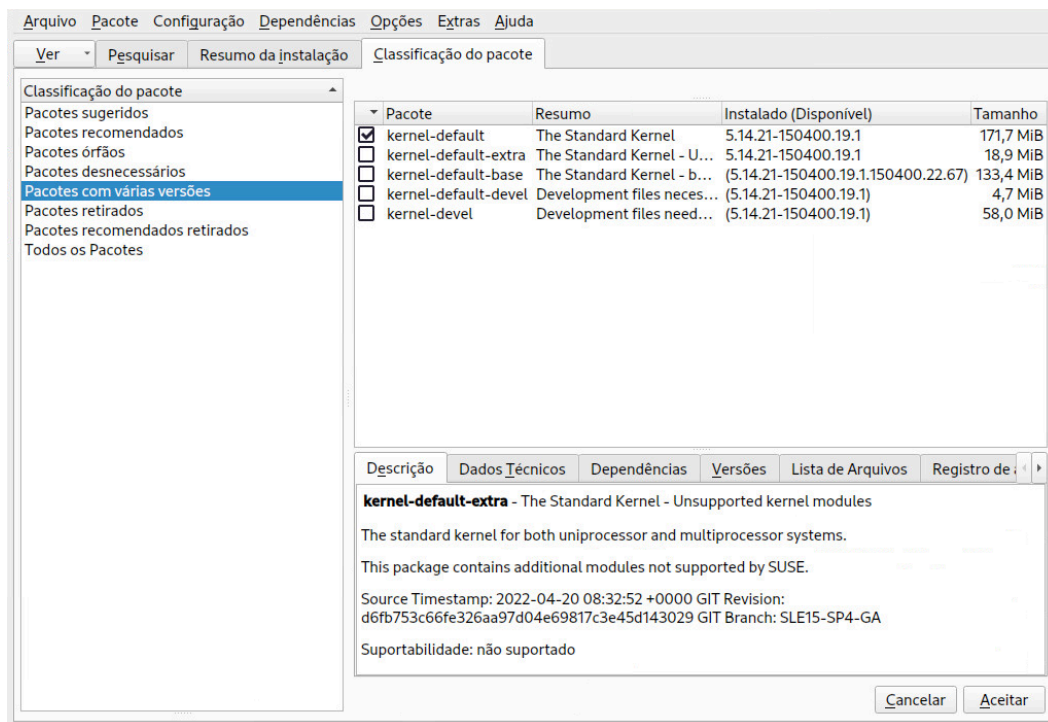 Arquivo Pacote Configuração Dependências Opções Extras Ajuda
Ver Pesquisar Resumo da instalação Classificação do pacote
Classificação do pacote
Pacotes sugeridos
Pacotes recomendados
Pacotes órfãos
Pacotes desnecessários
Pacotes com várias versões
Pacotes retirados
Pacotes recomendados retirados
Todos os Pacotes
Pacote Resumo Instalado (Disponível) Tamanho
kernel-default The Standard Kernel 5.14.21-150400.19.1 171,7 MiB
kernel-default-extra The Standard Kernel - U... 5.14.21-150400.19.1 18,9 MiB
kernel-default-base The Standard Kernel - b... (5.14.21-150400.19.1.150400.22.67) 133,4 MiB
kernel-default-devel Development files neces... (5.14.21-150400.19.1) 4,7 MiB
kernel-devel Development files need... (5.14.21-150400.19.1) 58,0 MiB
Descrição Dados Técnicos Dependências Versões Lista de Arquivos Registro de
kernel-default-extra - The Standard Kernel - Unsupported kernel modules
The standard kernel for both uniprocessor and multiprocessor systems.
This package contains additional modules not supported by SUSE.
Source Timestamp: 2022-04-20 08:32:52 +0000 GIT Revision:
d6fb753c66fe326aa97d04e69817c3e45d143029 GIT Branch: SLE15-SP4-GA
Suportabilidade: não suportado
Cancelar Aceitar